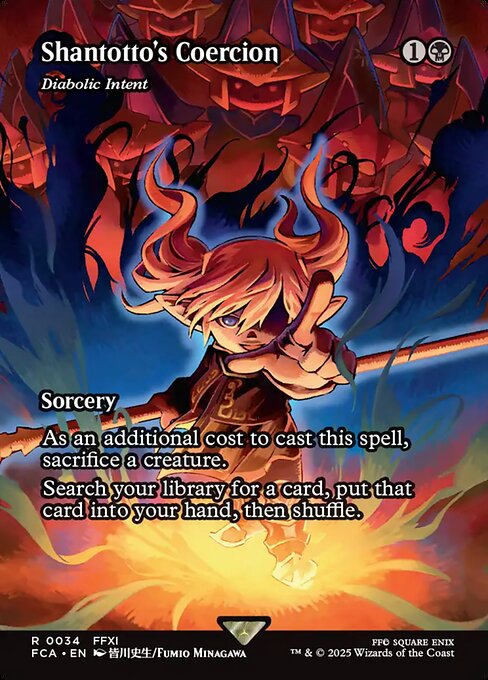 Shantotto's Coercion 1
Diabolic Intent
Sorcery
As an additional cost to cast this spell,
sacrifice a creature.
Search your library for a card, put that
card into your hand, then shuffle.
R 0034 FFXI
FCA • EN 皆川史生/Fumio Minagawa
FF© SQUARE ENIX
™ & © 2025 Wizards of the Coast